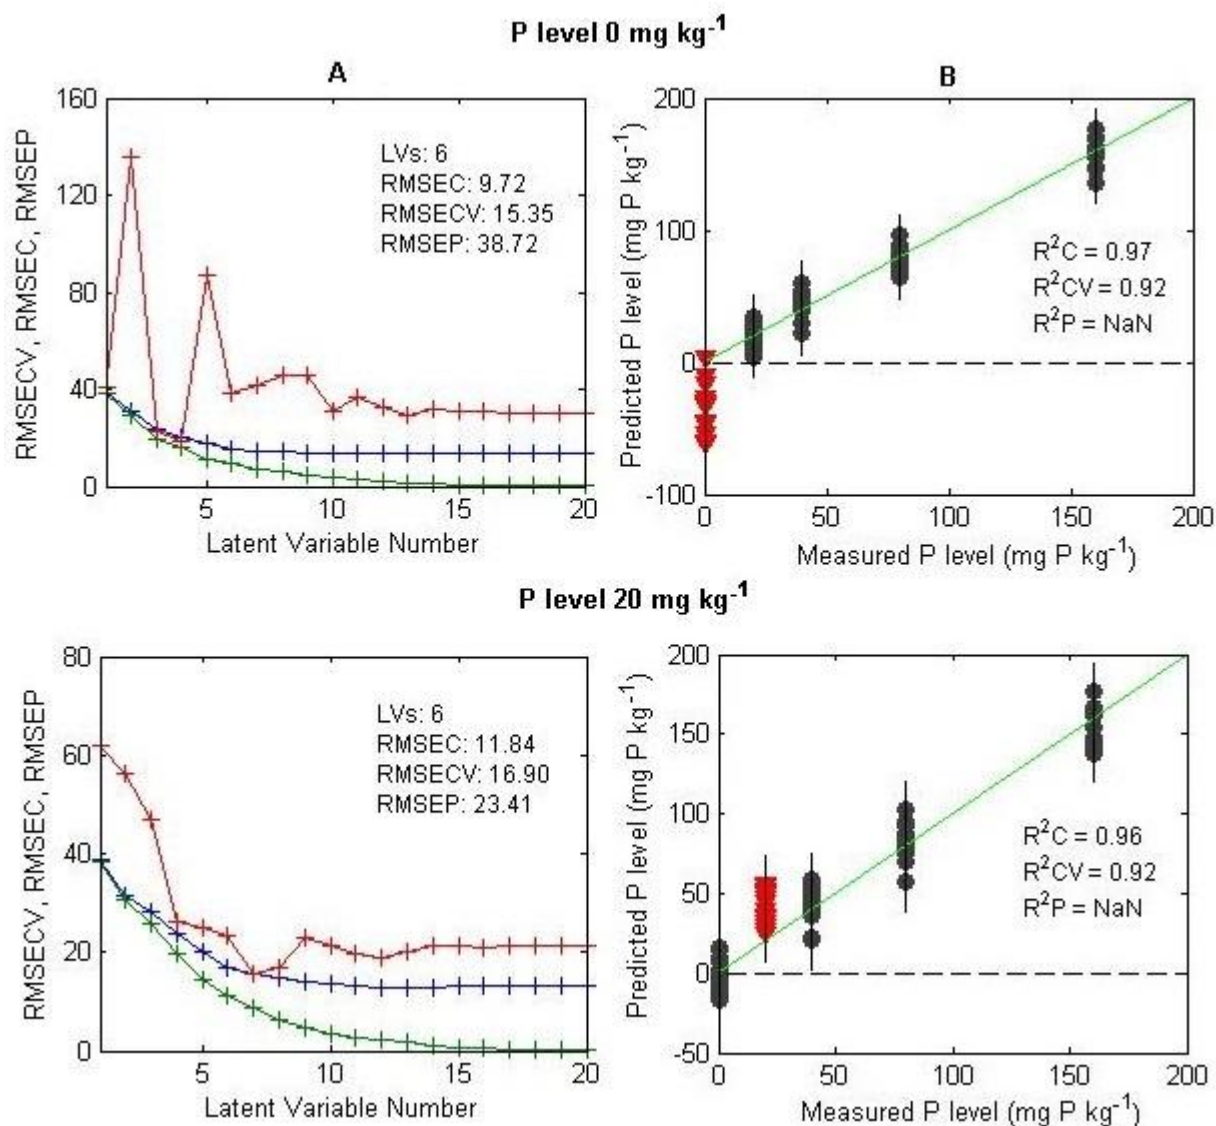 P level 0 mg kg⁻¹
A
RMSECV, RMSEC, RMSEP
160
120
80
40
0
5
10
15
20
Latent Variable Number
LVs: 6
RMSEC: 9.72
RMSECV: 15.35
RMSEP: 38.72
B
Predicted P level (mg P kg⁻¹)
200
100
0
-100
0
50
100
150
200
Measured P level (mg P kg⁻¹)
R²C = 0.97
R²CV = 0.92
R²P = NaN
P level 20 mg kg⁻¹
RMSECV, RMSEC, RMSEP
80
60
40
20
0
5
10
15
20
Latent Variable Number
LVs: 6
RMSEC: 11.84
RMSECV: 16.90
RMSEP: 23.41
Predicted P level (mg P kg⁻¹)
200
150
100
50
0
-50
0
50
100
150
200
Measured P level (mg P kg⁻¹)
R²C = 0.96
R²CV = 0.92
R²P = NaN